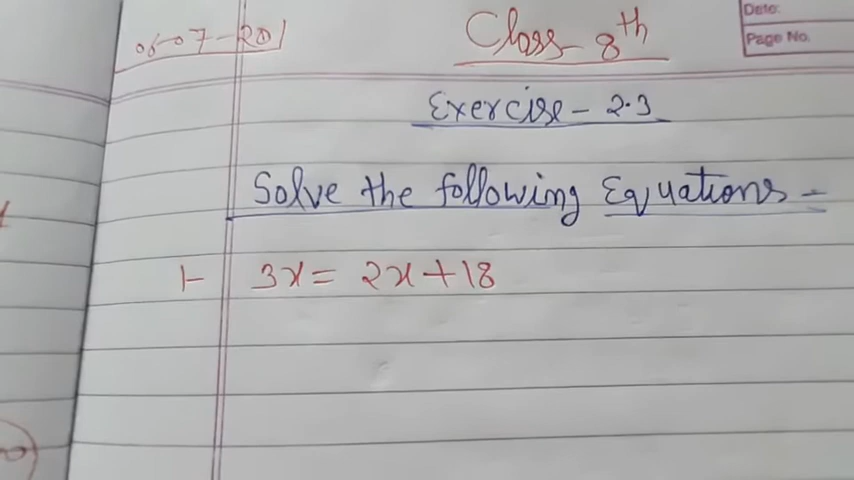 Date:
06-07-201
Class - 8th
Page No.
Exercise - 2.3
Solve the following Equations -
1- 3x = 2x + 18